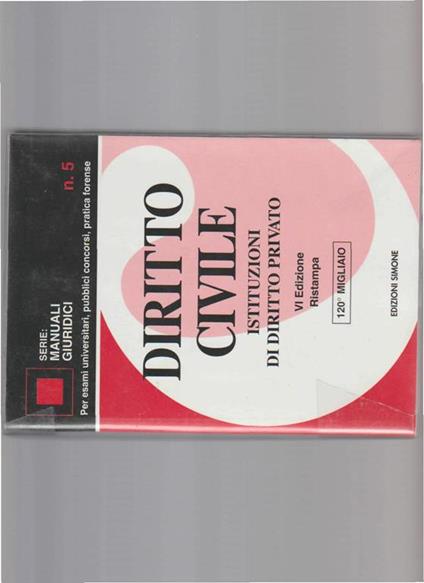 SERIE:
MANUALI
GIURIDICI
n. 5
Per esami universitari, pubblici concorsi, pratica forense
DIRITTO
CIVILE
ISTITUZIONI
DI DIRITTO PRIVATO
VI Edizione
Ristampa
120° MIGLIAIO
EDIZIONI SIMONE